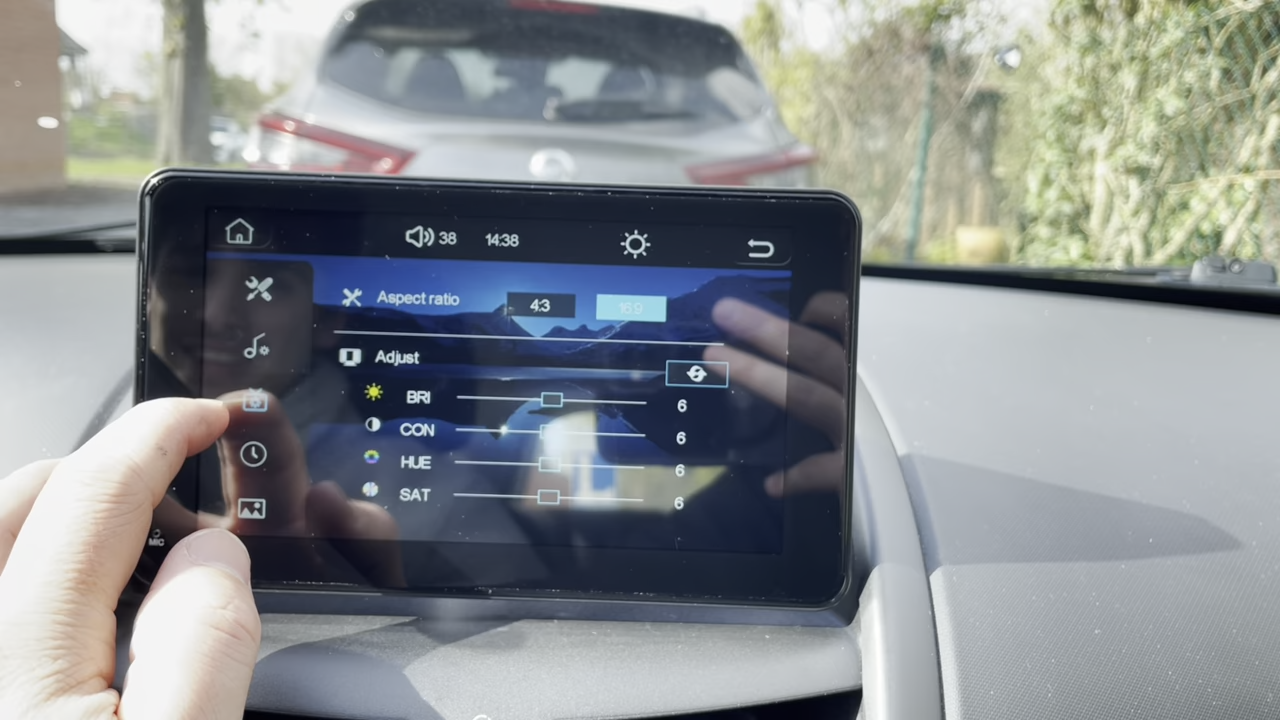 38 14:38
Aspect ratio 4:3 16:9
Adjust
BRI 6
CON 6
HUE 6
SAT 6
MIC